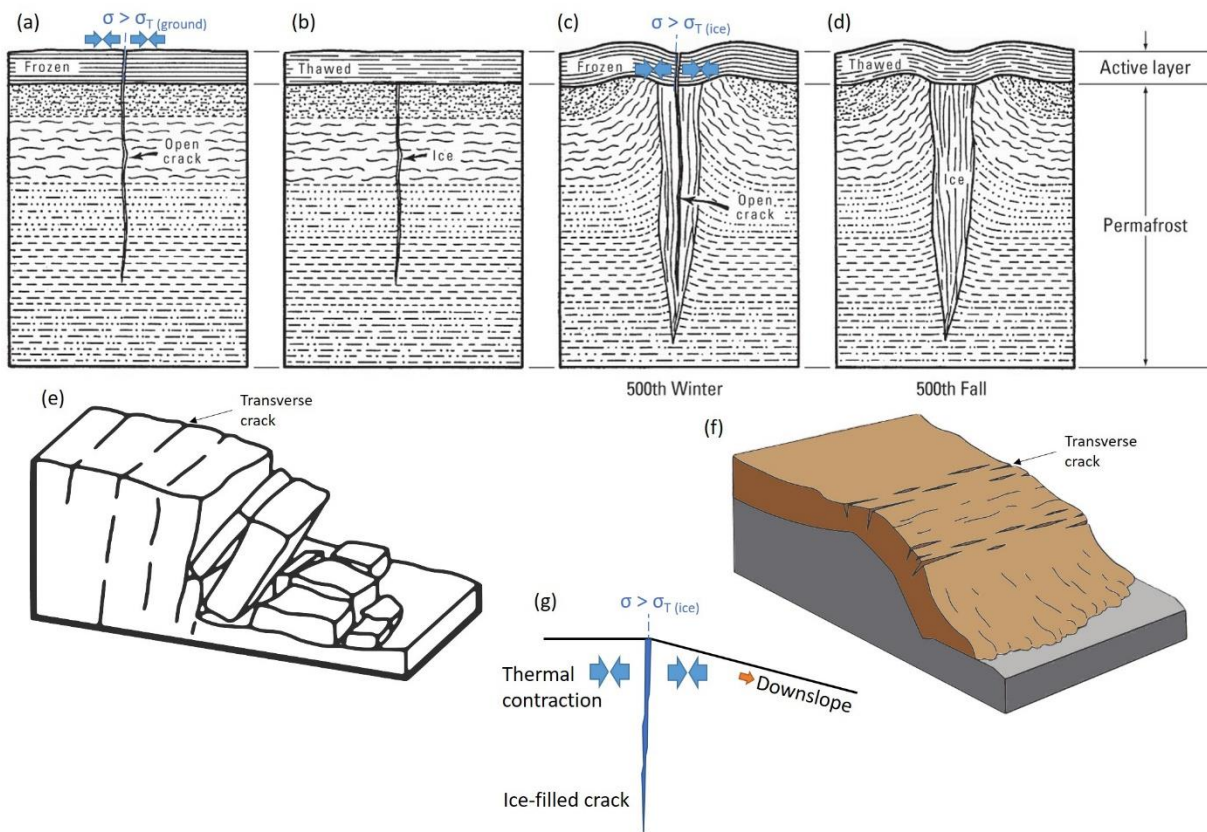 (a)
σ > σT (ground)
(b)
(c)
σ > σT (ice)
(d)
Frozen
Thawed
Frozen
Thawed
Active layer
Open
crack
Ice
Open
crack
Ice
Permafrost
500th Winter
500th Fall
(e)
Transverse
crack
(f)
Transverse
crack
(g)
σ > σT (ice)
Thermal
contraction
Downslope
Ice-filled crack